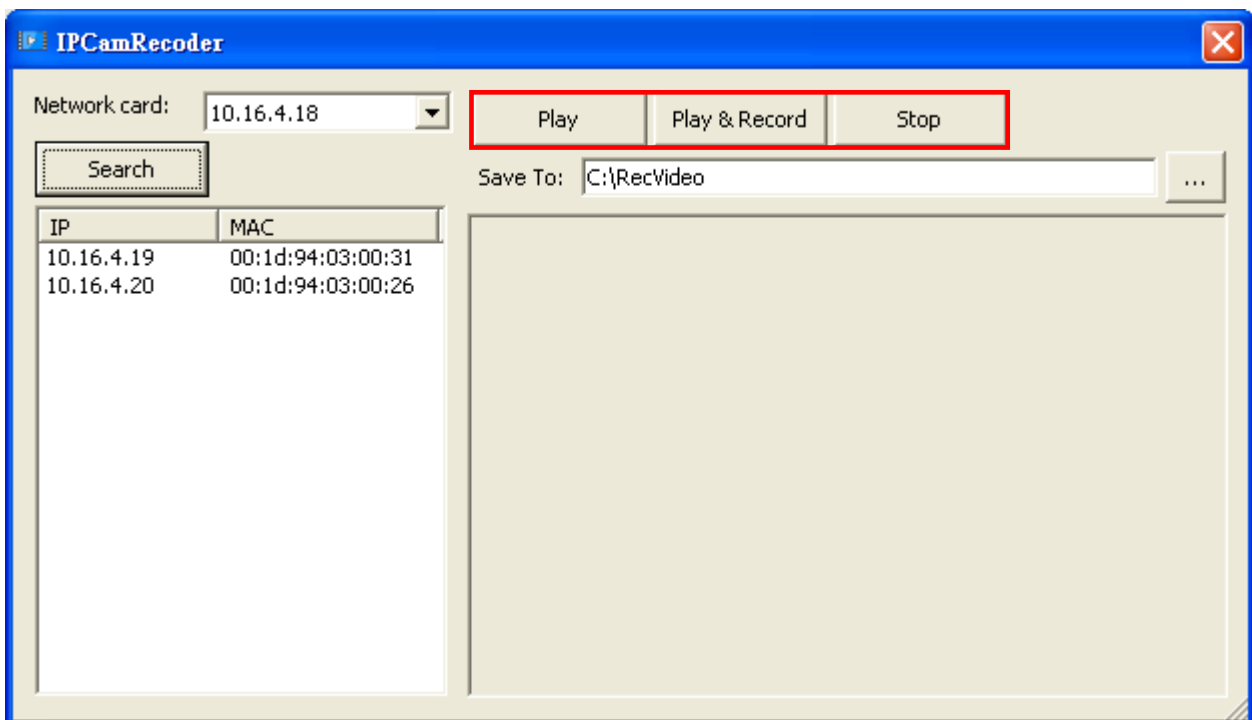 IPCamRecoder
Network card: 10.16.4.18
Play Play & Record Stop
Search
Save To: C:\RecVideo ...
IP MAC
10.16.4.19 00:1d:94:03:00:31
10.16.4.20 00:1d:94:03:00:26